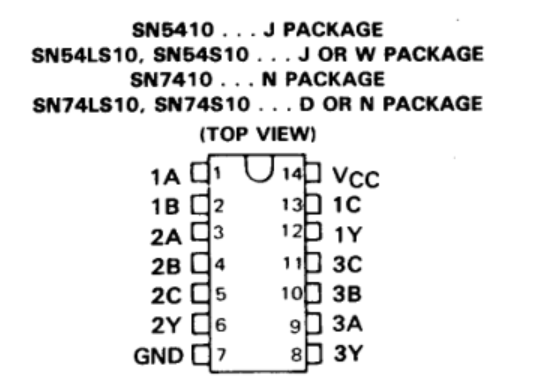 SN5410 . . . J PACKAGE
SN54LS10, SN54S10 . . . J OR W PACKAGE
SN7410 . . . N PACKAGE
SN74LS10, SN74S10 . . . D OR N PACKAGE
(TOP VIEW)
1A 1 14 VCC
1B 2 13 1C
2A 3 12 1Y
2B 4 11 3C
2C 5 10 3B
2Y 6 9 3A
GND 7 8 3Y